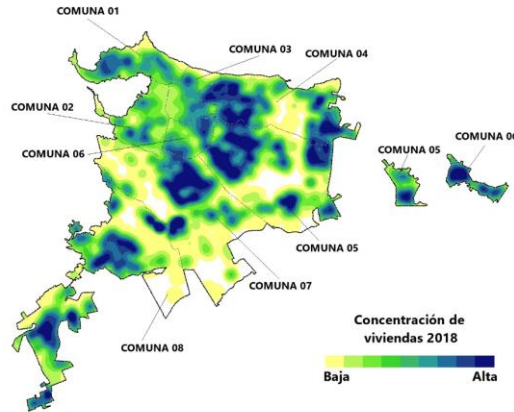 COMUNA 01
COMUNA 03
COMUNA 04
COMUNA 02
COMUNA 06
COMUNA 05
COMUNA 06
COMUNA 05
COMUNA 07
COMUNA 08
Concentración de
viviendas 2018
Baja Alta